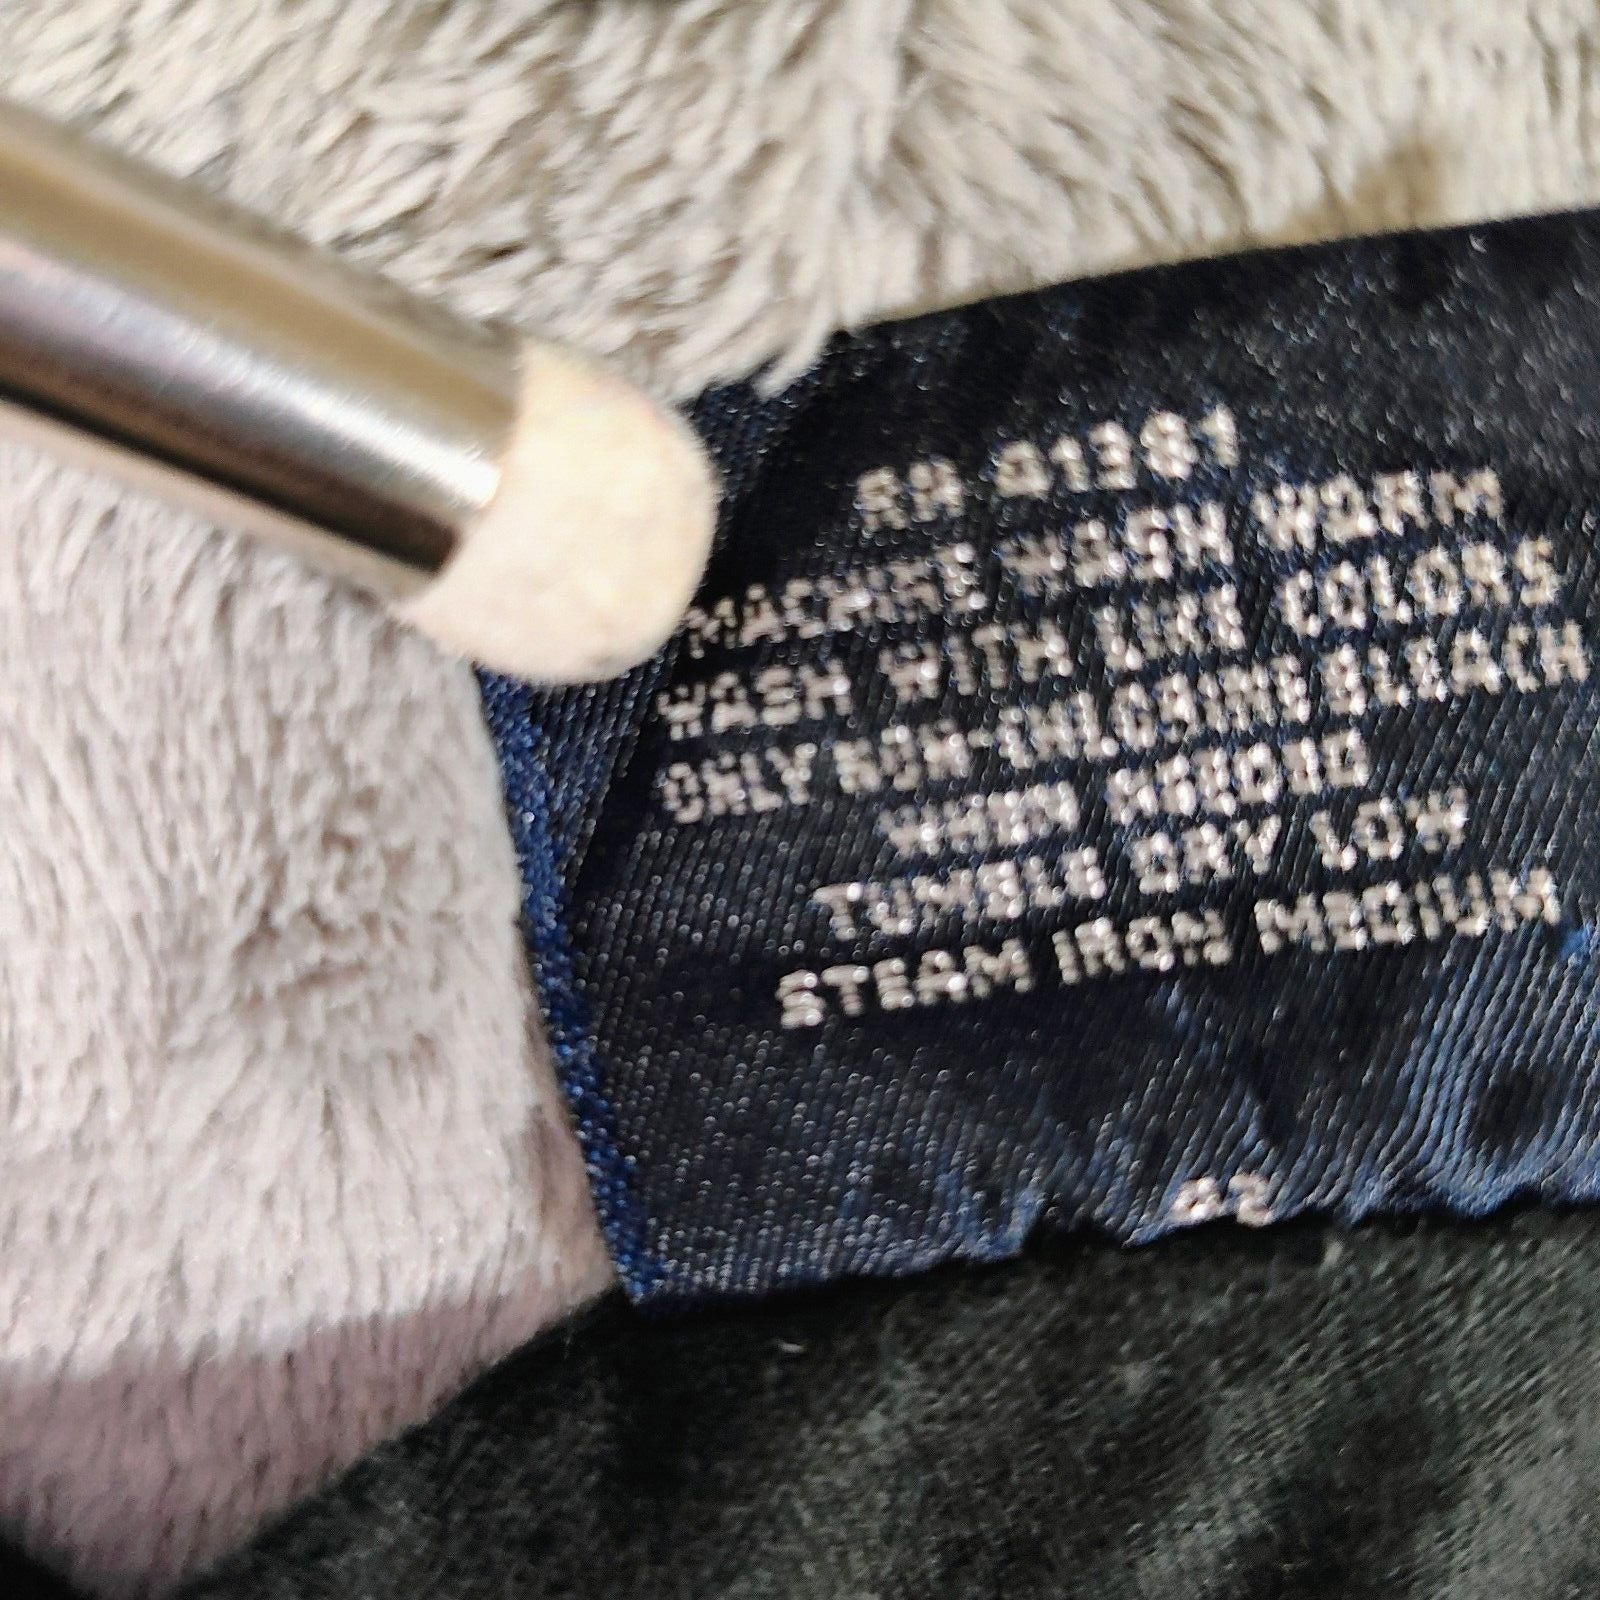 RN 91381
MACHINE WASH WARM
WASH WITH LIKE COLORS
ONLY NON-CHLORINE BLEACH
WHEN NEEDED
TUMBLE DRY LOW
STEAM IRON MEDIUM